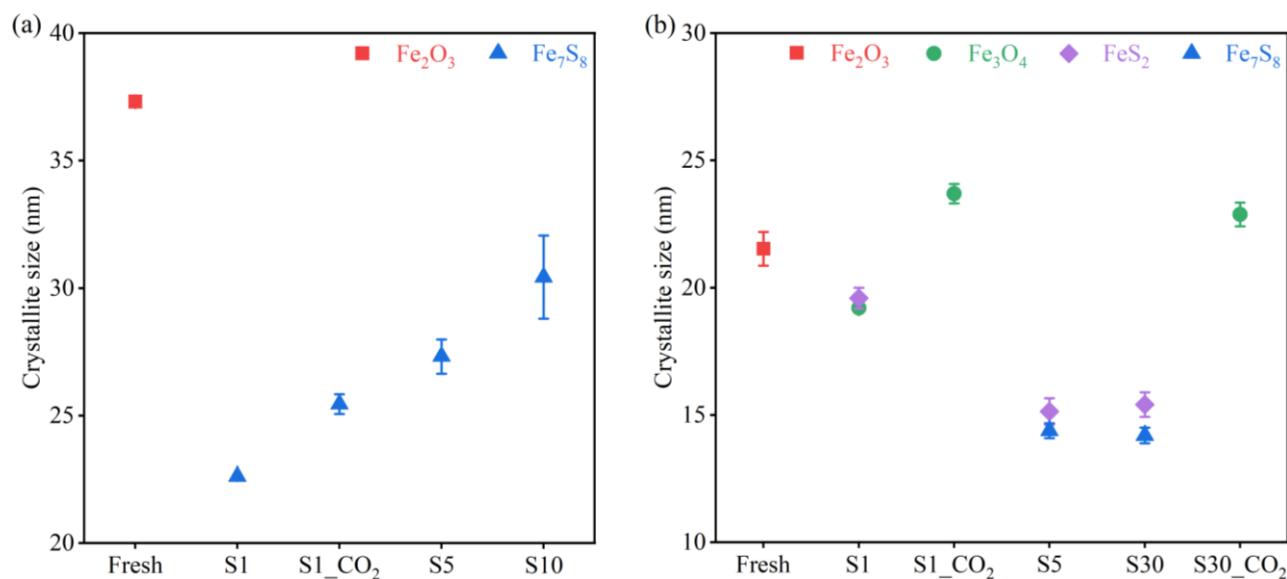 (a)
Fe₂O₃ Fe₇S₈
Crystallite size (nm)
40
35
30
25
20
Fresh S1 S1_CO₂ S5 S10
(b)
Fe₂O₃ Fe₃O₄ FeS₂ Fe₇S₈
Crystallite size (nm)
30
25
20
15
10
Fresh S1 S1_CO₂ S5 S30 S30_CO₂